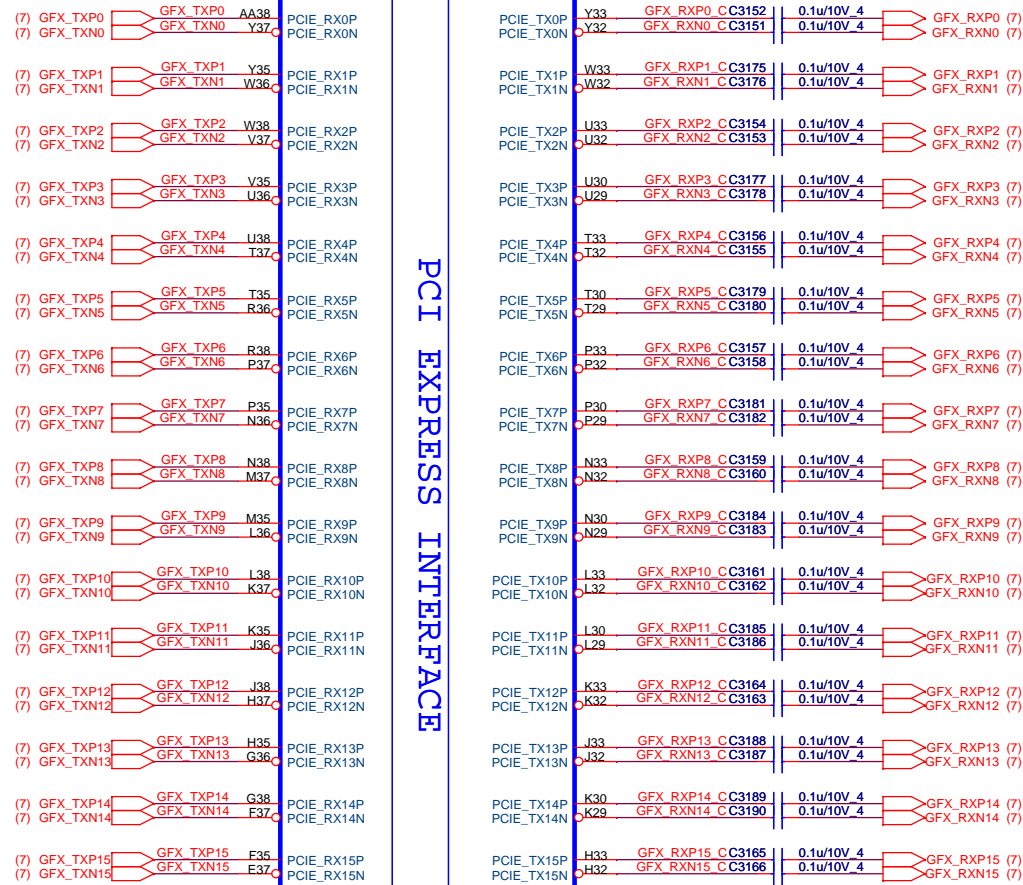 (7) GFX_TXP0 GFX_TXP0 AA38 PCIE_RX0P PCIE_TX0P Y33 GFX_RXP0_C C3152 0.1u/10V_4 GFX_RXP0 (7)
(7) GFX_TXN0 GFX_TXN0 Y37 PCIE_RX0N PCIE_TX0N Y32 GFX_RXN0_C C3151 0.1u/10V_4 GFX_RXN0 (7)
(7) GFX_TXP1 GFX_TXP1 Y35 PCIE_RX1P PCIE_TX1P W33 GFX_RXP1_C C3175 0.1u/10V_4 GFX_RXP1 (7)
(7) GFX_TXN1 GFX_TXN1 W36 PCIE_RX1N PCIE_TX1N W32 GFX_RXN1_C C3176 0.1u/10V_4 GFX_RXN1 (7)
(7) GFX_TXP2 GFX_TXP2 W38 PCIE_RX2P PCIE_TX2P U33 GFX_RXP2_C C3154 0.1u/10V_4 GFX_RXP2 (7)
(7) GFX_TXN2 GFX_TXN2 V37 PCIE_RX2N PCIE_TX2N U32 GFX_RXN2_C C3153 0.1u/10V_4 GFX_RXN2 (7)
(7) GFX_TXP3 GFX_TXP3 V35 PCIE_RX3P PCIE_TX3P U30 GFX_RXP3_C C3177 0.1u/10V_4 GFX_RXP3 (7)
(7) GFX_TXN3 GFX_TXN3 U36 PCIE_RX3N PCIE_TX3N U29 GFX_RXN3_C C3178 0.1u/10V_4 GFX_RXN3 (7)
(7) GFX_TXP4 GFX_TXP4 U38 PCIE_RX4P PCIE_TX4P T33 GFX_RXP4_C C3156 0.1u/10V_4 GFX_RXP4 (7)
(7) GFX_TXN4 GFX_TXN4 T37 PCIE_RX4N PCIE_TX4N T32 GFX_RXN4_C C3155 0.1u/10V_4 GFX_RXN4 (7)
(7) GFX_TXP5 GFX_TXP5 T35 PCIE_RX5P PCIE_TX5P T30 GFX_RXP5_C C3179 0.1u/10V_4 GFX_RXP5 (7)
(7) GFX_TXN5 GFX_TXN5 R36 PCIE_RX5N PCIE_TX5N T29 GFX_RXN5_C C3180 0.1u/10V_4 GFX_RXN5 (7)
(7) GFX_TXP6 GFX_TXP6 R38 PCIE_RX6P PCIE_TX6P P33 GFX_RXP6_C C3157 0.1u/10V_4 GFX_RXP6 (7)
(7) GFX_TXN6 GFX_TXN6 P37 PCIE_RX6N PCIE_TX6N P32 GFX_RXN6_C C3158 0.1u/10V_4 GFX_RXN6 (7)
(7) GFX_TXP7 GFX_TXP7 P35 PCIE_RX7P PCIE_TX7P P30 GFX_RXP7_C C3181 0.1u/10V_4 GFX_RXP7 (7)
(7) GFX_TXN7 GFX_TXN7 N36 PCIE_RX7N PCIE_TX7N P29 GFX_RXN7_C C3182 0.1u/10V_4 GFX_RXN7 (7)
(7) GFX_TXP8 GFX_TXP8 N38 PCIE_RX8P PCIE_TX8P N33 GFX_RXP8_C C3159 0.1u/10V_4 GFX_RXP8 (7)
(7) GFX_TXN8 GFX_TXN8 M37 PCIE_RX8N PCIE_TX8N N32 GFX_RXN8_C C3160 0.1u/10V_4 GFX_RXN8 (7)
(7) GFX_TXP9 GFX_TXP9 M35 PCIE_RX9P PCIE_TX9P N30 GFX_RXP9_C C3184 0.1u/10V_4 GFX_RXP9 (7)
(7) GFX_TXN9 GFX_TXN9 L36 PCIE_RX9N PCIE_TX9N N29 GFX_RXN9_C C3183 0.1u/10V_4 GFX_RXN9 (7)
(7) GFX_TXP10 GFX_TXP10 L38 PCIE_RX10P PCIE_TX10P L33 GFX_RXP10_C C3161 0.1u/10V_4 GFX_RXP10 (7)
(7) GFX_TXN10 GFX_TXN10 K37 PCIE_RX10N PCIE_TX10N L32 GFX_RXN10_C C3162 0.1u/10V_4 GFX_RXN10 (7)
(7) GFX_TXP11 GFX_TXP11 K35 PCIE_RX11P PCIE_TX11P L30 GFX_RXP11_C C3185 0.1u/10V_4 GFX_RXP11 (7)
(7) GFX_TXN11 GFX_TXN11 J36 PCIE_RX11N PCIE_TX11N L29 GFX_RXN11_C C3186 0.1u/10V_4 GFX_RXN11 (7)
(7) GFX_TXP12 GFX_TXP12 J38 PCIE_RX12P PCIE_TX12P K33 GFX_RXP12_C C3164 0.1u/10V_4 GFX_RXP12 (7)
(7) GFX_TXN12 GFX_TXN12 H37 PCIE_RX12N PCIE_TX12N K32 GFX_RXN12_C C3163 0.1u/10V_4 GFX_RXN12 (7)
(7) GFX_TXP13 GFX_TXP13 H35 PCIE_RX13P PCIE_TX13P J33 GFX_RXP13_C C3188 0.1u/10V_4 GFX_RXP13 (7)
(7) GFX_TXN13 GFX_TXN13 G36 PCIE_RX13N PCIE_TX13N J32 GFX_RXN13_C C3187 0.1u/10V_4 GFX_RXN13 (7)
(7) GFX_TXP14 GFX_TXP14 G38 PCIE_RX14P PCIE_TX14P K30 GFX_RXP14_C C3189 0.1u/10V_4 GFX_RXP14 (7)
(7) GFX_TXN14 GFX_TXN14 F37 PCIE_RX14N PCIE_TX14N K29 GFX_RXN14_C C3190 0.1u/10V_4 GFX_RXN14 (7)
(7) GFX_TXP15 GFX_TXP15 F35 PCIE_RX15P PCIE_TX15P H33 GFX_RXP15_C C3165 0.1u/10V_4 GFX_RXP15 (7)
(7) GFX_TXN15 GFX_TXN15 E37 PCIE_RX15N PCIE_TX15N H32 GFX_RXN15_C C3166 0.1u/10V_4 GFX_RXN15 (7)
PCI EXPRESS INTERFACE